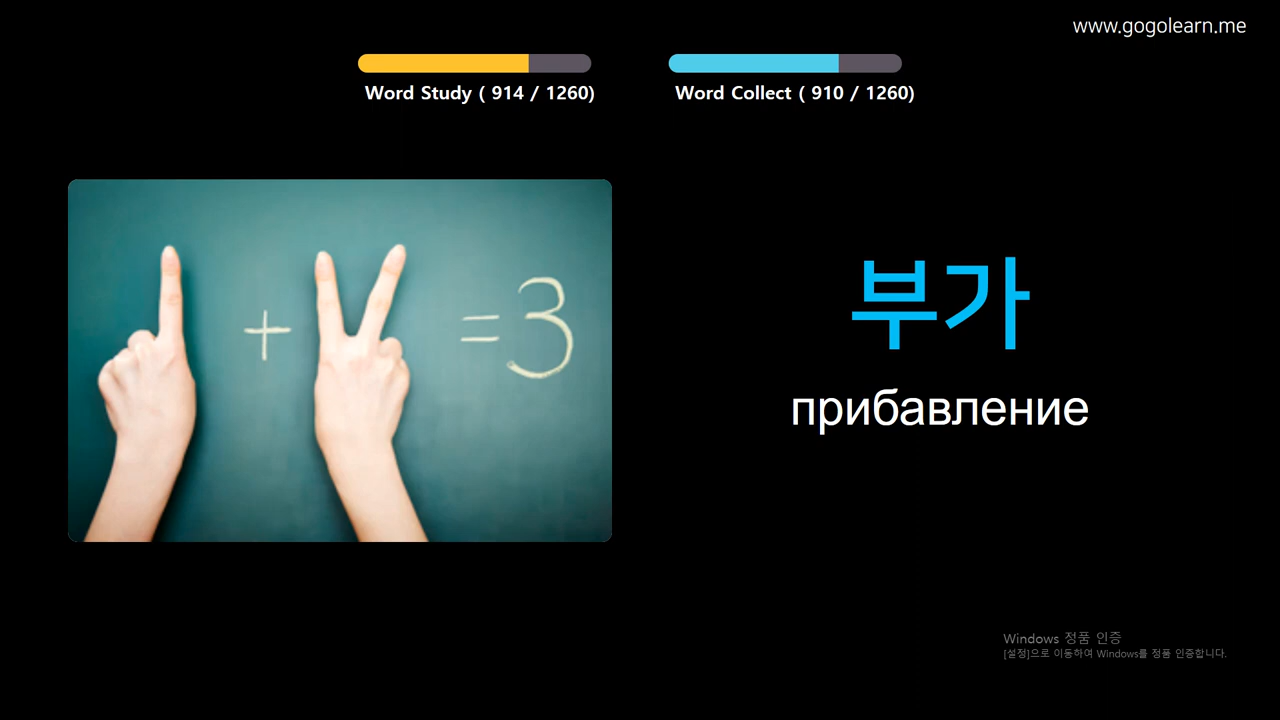 www.gogolearn.me
Word Study ( 914 / 1260)
Word Collect ( 910 / 1260)
+ = 3
부가
прибавление
Windows 정품 인증
[설정]으로 이동하여 Windows를 정품 인증합니다.